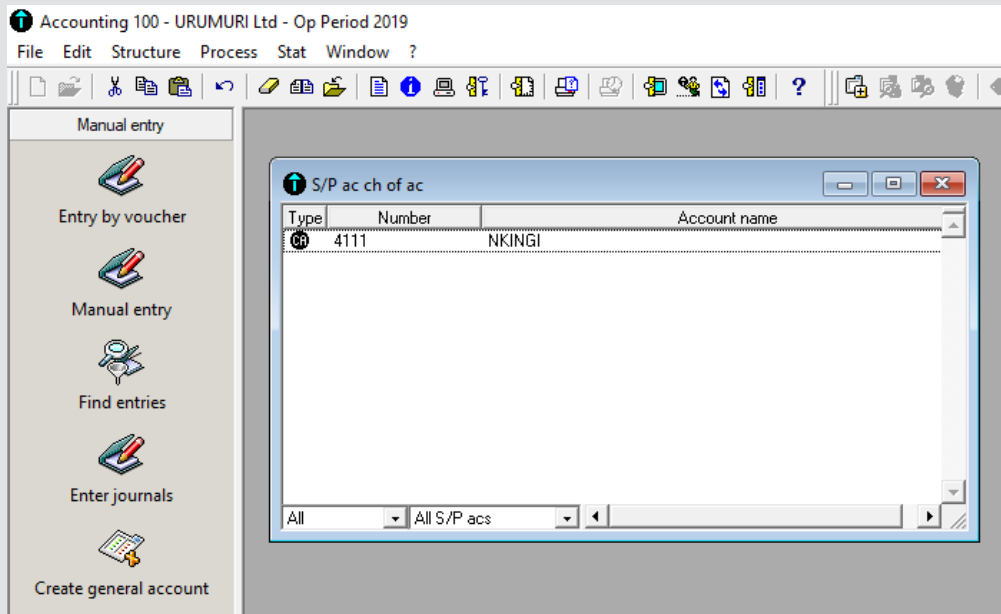 Accounting 100 - URUMURI Ltd - Op Period 2019
File Edit Structure Process Stat Window ?
?
Manual entry
Entry by voucher
Manual entry
Find entries
Enter journals
Create general account
S/P ac ch of ac
Type Number Account name
CA 4111 NKINGI
All All S/P acs